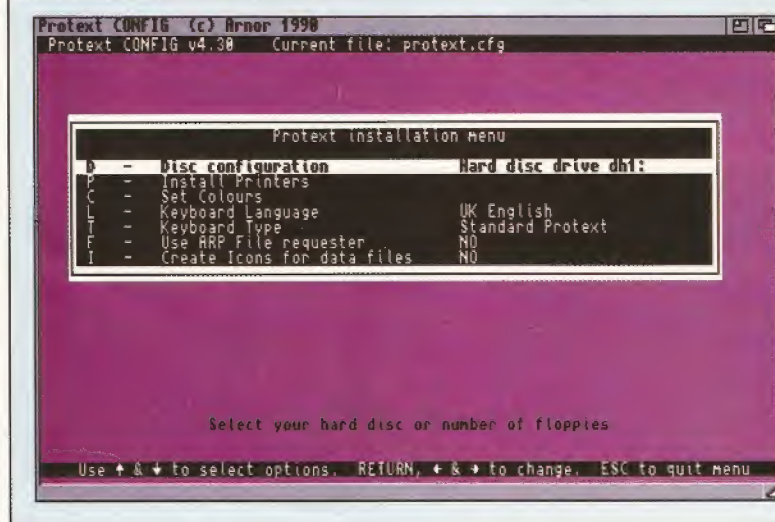 Protext CONFIG (c) Arnor 1990
Protext CONFIG v4.30 Current file: protext.cfg
Protext installation menu
D - Disc configuration Hard disc drive dh1:
P - Install Printers
C - Set Colours
L - Keyboard Language UK English
T - Keyboard Type Standard Protext
F - Use ARP File requester NO
I - Create Icons for data files NO
Select your hard disc or number of floppies
Use ↑ & ↓ to select options. RETURN, ← & → to change. ESC to quit menu